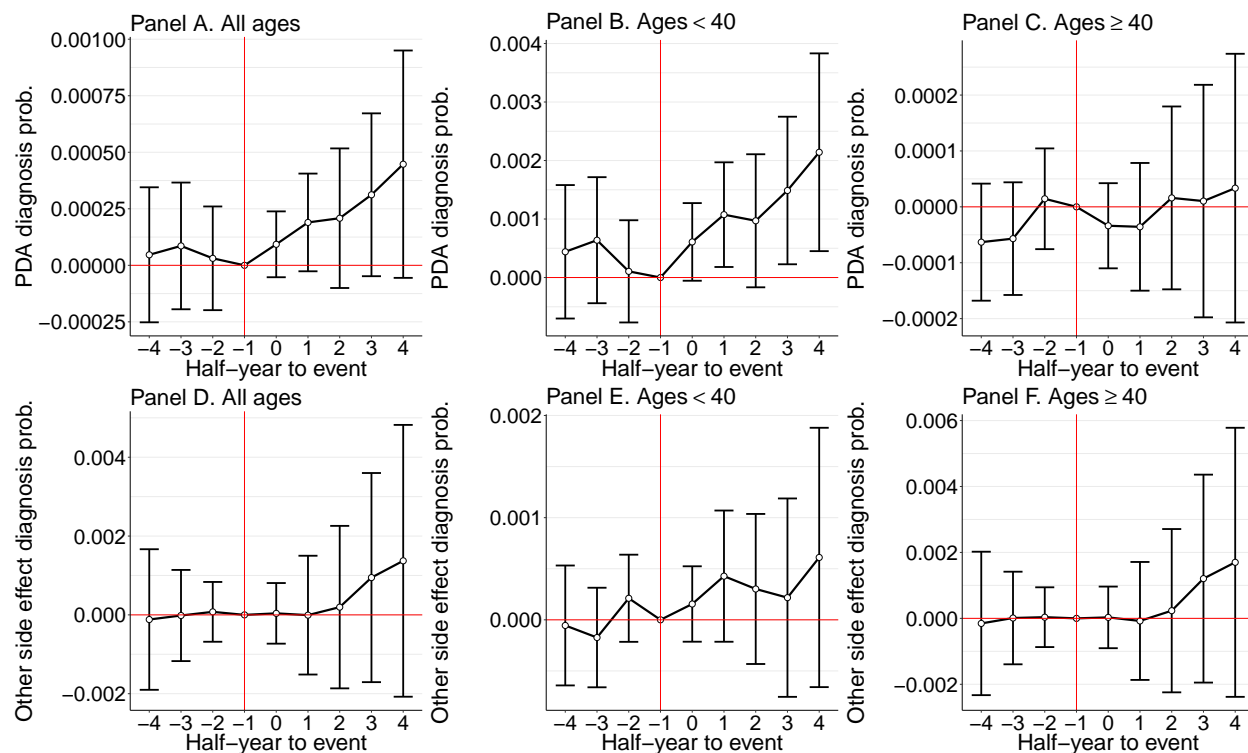 Panel A. All ages
PDA diagnosis prob.
0.00100
0.00075
0.00050
0.00025
0.00000
−0.00025
−4 −3 −2 −1 0 1 2 3 4
Half−year to event
Panel B. Ages < 40
PDA diagnosis prob.
0.004
0.003
0.002
0.001
0.000
−4 −3 −2 −1 0 1 2 3 4
Half−year to event
Panel C. Ages ≥ 40
PDA diagnosis prob.
0.0002
0.0001
0.0000
−0.0001
−0.0002
−4 −3 −2 −1 0 1 2 3 4
Half−year to event
Panel D. All ages
Other side effect diagnosis prob.
0.004
0.002
0.000
−0.002
−4 −3 −2 −1 0 1 2 3 4
Half−year to event
Panel E. Ages < 40
Other side effect diagnosis prob.
0.002
0.001
0.000
−4 −3 −2 −1 0 1 2 3 4
Half−year to event
Panel F. Ages ≥ 40
Other side effect diagnosis prob.
0.006
0.004
0.002
0.000
−0.002
−4 −3 −2 −1 0 1 2 3 4
Half−year to event